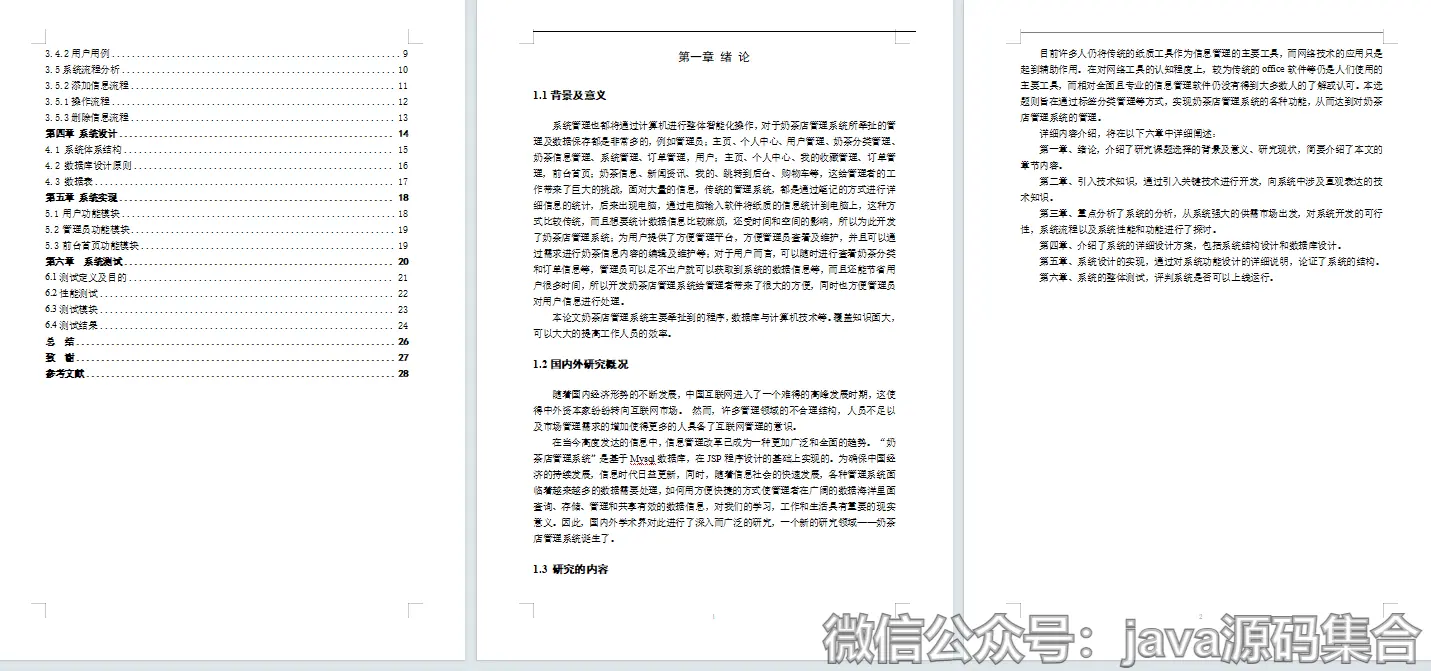 3.4.2用户用例 9
3.5系统流程分析 10
3.5.2添加信息流程 11
3.5.1操作流程 12
3.5.3删除信息流程 13
第四章 系统设计 14
4.1 系统体系结构 15
4.2 数据库设计原则 16
4.3 数据表 17
第五章 系统实现 18
5.1用户功能模块 18
5.2管理员功能模块 19
5.3前台首页功能模块 19
第六章 系统测试 20
6.1测试定义及目的 21
6.2性能测试 22
6.3测试模块 23
6.4测试结果 24
总 结 26
致 谢 27
参考文献 28
第一章 绪 论
1.1背景及意义
系统管理也都将通过计算机进行整体智能化操作,对于奶茶店管理系统所牵扯的管
理及数据保存都是非常多的,例如管理员;主页、个人中心、用户管理、奶茶分类管理、
奶茶信息管理、系统管理、订单管理,用户;主页、个人中心、我的收藏管理、订单管
理,前台首页;奶茶信息、新闻资讯、我的、跳转到后台、购物车等,这给管理者的工
作带来了巨大的挑战,面对大量的信息,传统的管理系统,都是通过笔记的方式进行详
细信息的统计,后来出现电脑,通过电脑输入软件将纸质的信息统计到电脑上,这种方
式比较传统,而且想要统计数据信息比较麻烦,还受时间和空间的影响,所以为此开发
了奶茶店管理系统;为用户提供了方便管理平台,方便管理员查看及维护,并且可以通
过需求进行奶茶信息内容的编辑及维护等;对于用户而言,可以随时进行查看奶茶分类
和订单信息等,管理员可以足不出户就可以获取到系统的数据信息等,而且还能节省用
户很多时间,所以开发奶茶店管理系统给管理者带来了很大的方便,同时也方便管理员
对用户信息进行处理。
本论文奶茶店管理系统主要牵扯到的程序,数据库与计算机技术等。覆盖知识面大,
可以大大的提高工作人员的效率。
1.2国内外研究概况
随着国内经济形势的不断发展,中国互联网进入了一个难得的高峰发展时期,这使
得中外资本家纷纷转向互联网市场。 然而,许多管理领域的不合理结构,人员不足以
及市场管理需求的增加使得更多的人具备了互联网管理的意识。
在当今高度发达的信息中,信息管理改革已成为一种更加广泛和全面的趋势。“奶
茶店管理系统”是基于Mysql数据库,在JSP程序设计的基础上实现的。为确保中国经
济的持续发展,信息时代日益更新,同时,随着信息社会的快速发展,各种管理系统面
临着越来越多的数据需要处理,如何用方便快捷的方式使管理者在广阔的数据海洋里面
查询、存储、管理和共享有效的数据信息,对我们的学习,工作和生活具有重要的现实
意义。因此,国内外学术界对此进行了深入而广泛的研究,一个新的研究领域——奶茶
店管理系统诞生了。
1.3 研究的内容
1
目前许多人仍将传统的纸质工具作为信息管理的主要工具,而网络技术的应用只是
起到辅助作用。在对网络工具的认知程度上,较为传统的office软件等仍是人们使用的
主要工具,而相对全面且专业的信息管理软件仍没有得到大多数人的了解或认可。本选
题则旨在通过标签分类管理等方式,实现奶茶店管理系统的各种功能,从而达到对奶茶
店管理系统的管理。
详细内容介绍,将在以下六章中详细阐述:
第一章、绪论,介绍了研究课题选择的背景及意义、研究现状,简要介绍了本文的
章节内容。
第二章、引入技术知识,通过引入关键技术进行开发,向系统中涉及直观表达的技
术知识。
第三章、重点分析了系统的分析,从系统强大的供需市场出发,对系统开发的可行
性,系统流程以及系统性能和功能进行了探讨。
第四章、介绍了系统的详细设计方案,包括系统结构设计和数据库设计。
第五章、系统设计的实现,通过对系统功能设计的详细说明,论证了系统的结构。
第六章、系统的整体测试,评判系统是否可以上线运行。
2
微信公众号:java源码集合